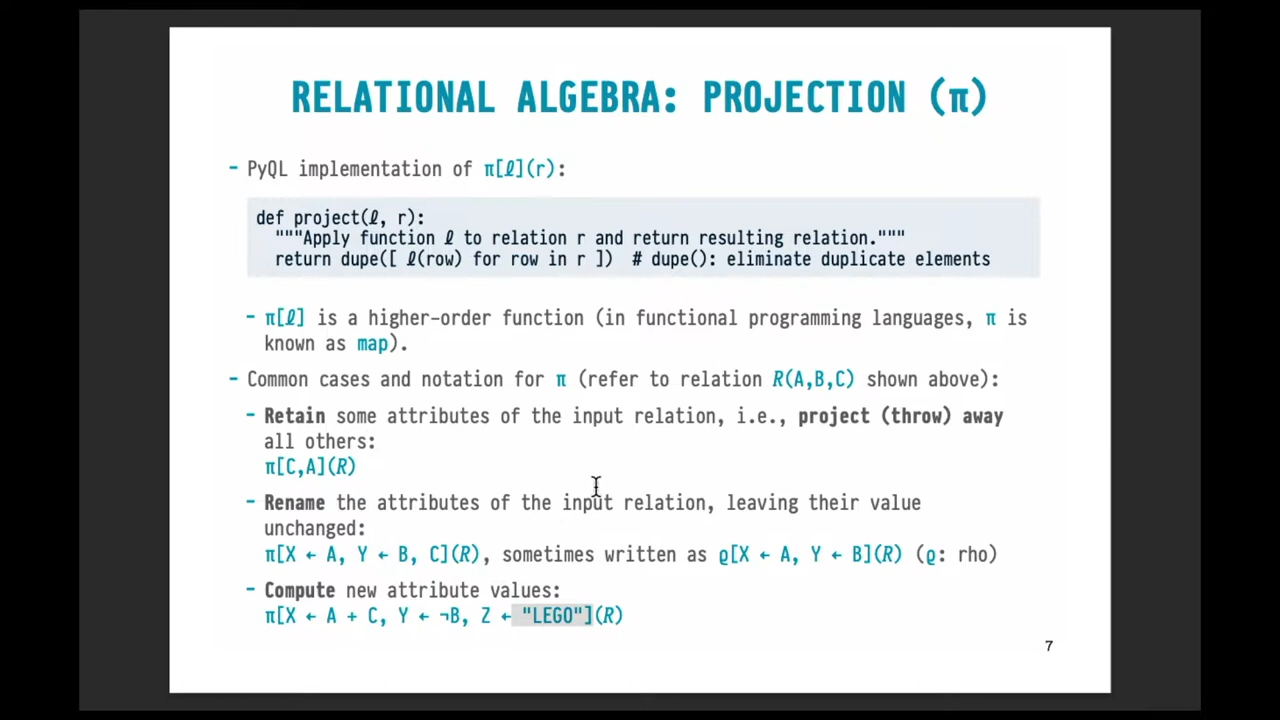 RELATIONAL ALGEBRA: PROJECTION (π)
- PyQL implementation of π[ℓ](r):
def project(ℓ, r):
"""Apply function ℓ to relation r and return resulting relation."""
return dupe([ ℓ(row) for row in r ])  # dupe(): eliminate duplicate elements
- π[ℓ] is a higher-order function (in functional programming languages, π is
known as map).
- Common cases and notation for π (refer to relation R(A,B,C) shown above):
- Retain some attributes of the input relation, i.e., project (throw) away
all others:
π[C,A](R)
- Rename the attributes of the input relation, leaving their value
unchanged:
π[X ← A, Y ← B, C](R), sometimes written as ϱ[X ← A, Y ← B](R) (ϱ: rho)
- Compute new attribute values:
π[X ← A + C, Y ← ¬B, Z ← "LEGO"](R)
7